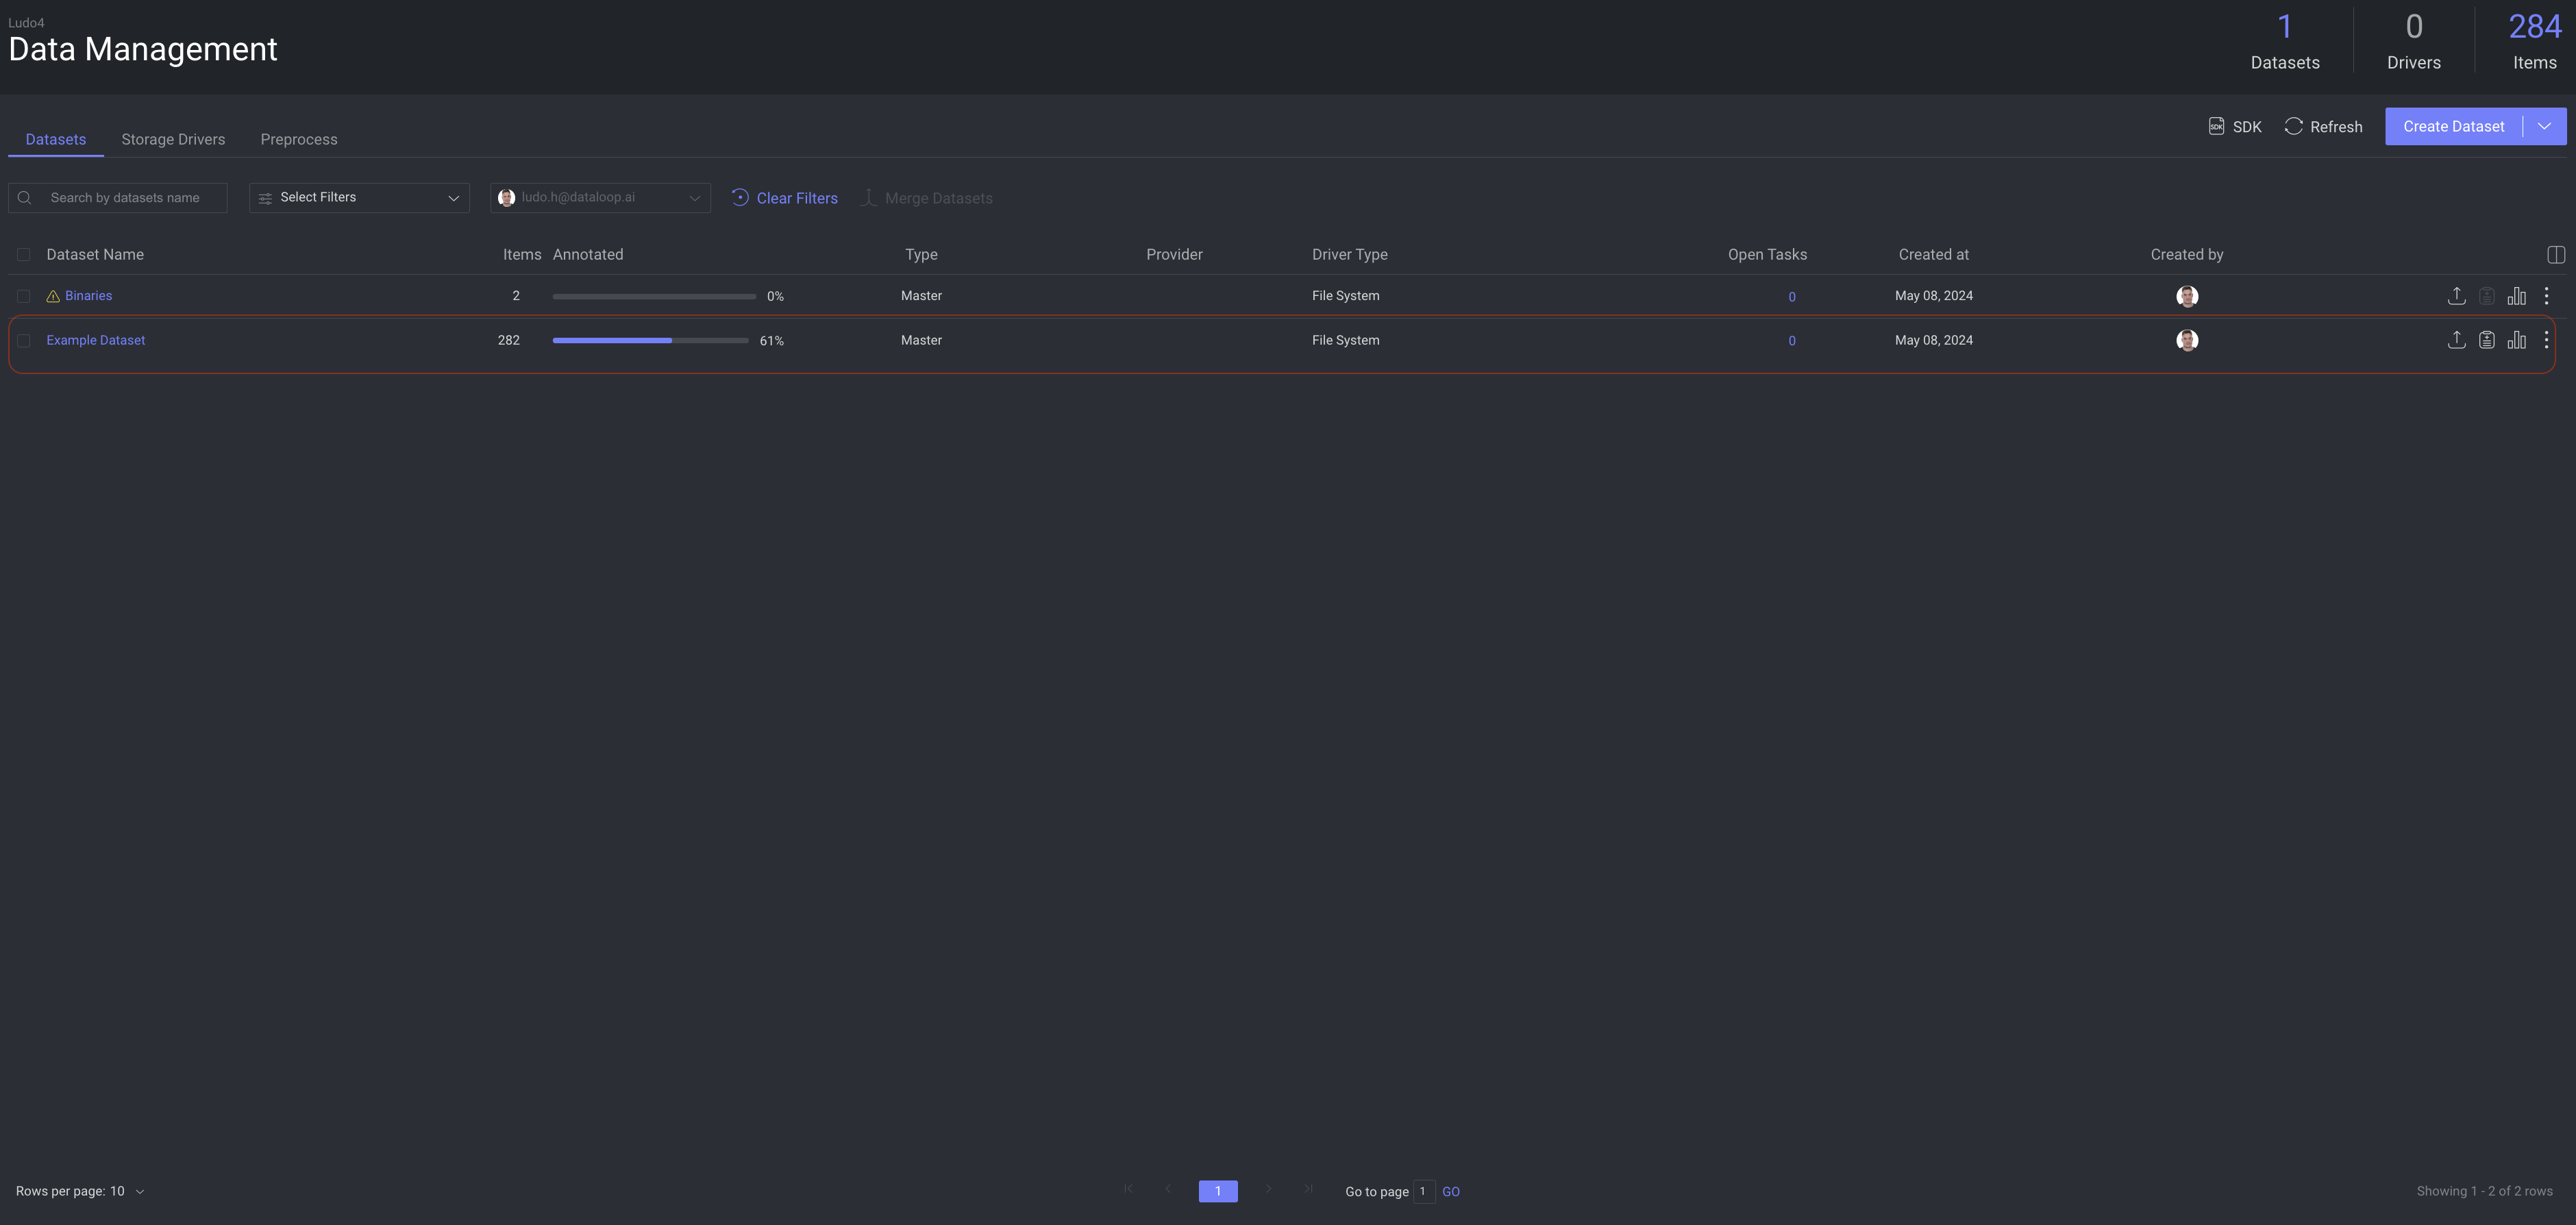 Ludo4
Data Management
1
Datasets
0
Drivers
284
Items
Datasets
Storage Drivers
Preprocess
SDK
SDK
Refresh
Create Dataset
Search by datasets name
Select Filters
ludo.h@dataloop.ai
Clear Filters
Merge Datasets
Dataset Name Items Annotated Type Provider Driver Type Open Tasks Created at Created by
Binaries 2 0% Master File System 0 May 08, 2024
Example Dataset 282 61% Master File System 0 May 08, 2024
Rows per page: 10
1
Go to page 1 GO
Showing 1 - 2 of 2 rows